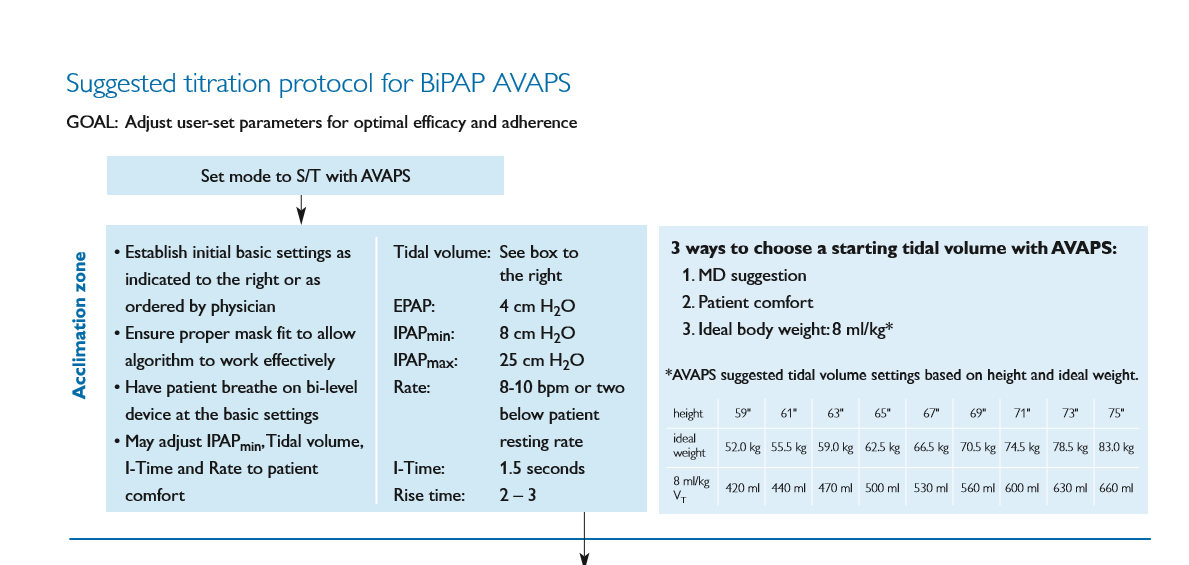 Suggested titration protocol for BiPAP AVAPS
GOAL: Adjust user-set parameters for optimal efficacy and adherence
Set mode to S/T with AVAPS
Acclimation zone
• Establish initial basic settings as
indicated to the right or as
ordered by physician
• Ensure proper mask fit to allow
algorithm to work effectively
• Have patient breathe on bi-level
device at the basic settings
• May adjust IPAPmin, Tidal volume,
I-Time and Rate to patient
comfort
Tidal volume: See box to
the right
EPAP: 4 cm H2O
IPAPmin: 8 cm H2O
IPAPmax: 25 cm H2O
Rate: 8-10 bpm or two
below patient
resting rate
I-Time: 1.5 seconds
Rise time: 2 – 3
3 ways to choose a starting tidal volume with AVAPS:
1. MD suggestion
2. Patient comfort
3. Ideal body weight: 8 ml/kg*
*AVAPS suggested tidal volume settings based on height and ideal weight.
height 59" 61" 63" 65" 67" 69" 71" 73" 75"
ideal
weight 52.0 kg 55.5 kg 59.0 kg 62.5 kg 66.5 kg 70.5 kg 74.5 kg 78.5 kg 83.0 kg
8 ml/kg
VT 420 ml 440 ml 470 ml 500 ml 530 ml 560 ml 600 ml 630 ml 660 ml